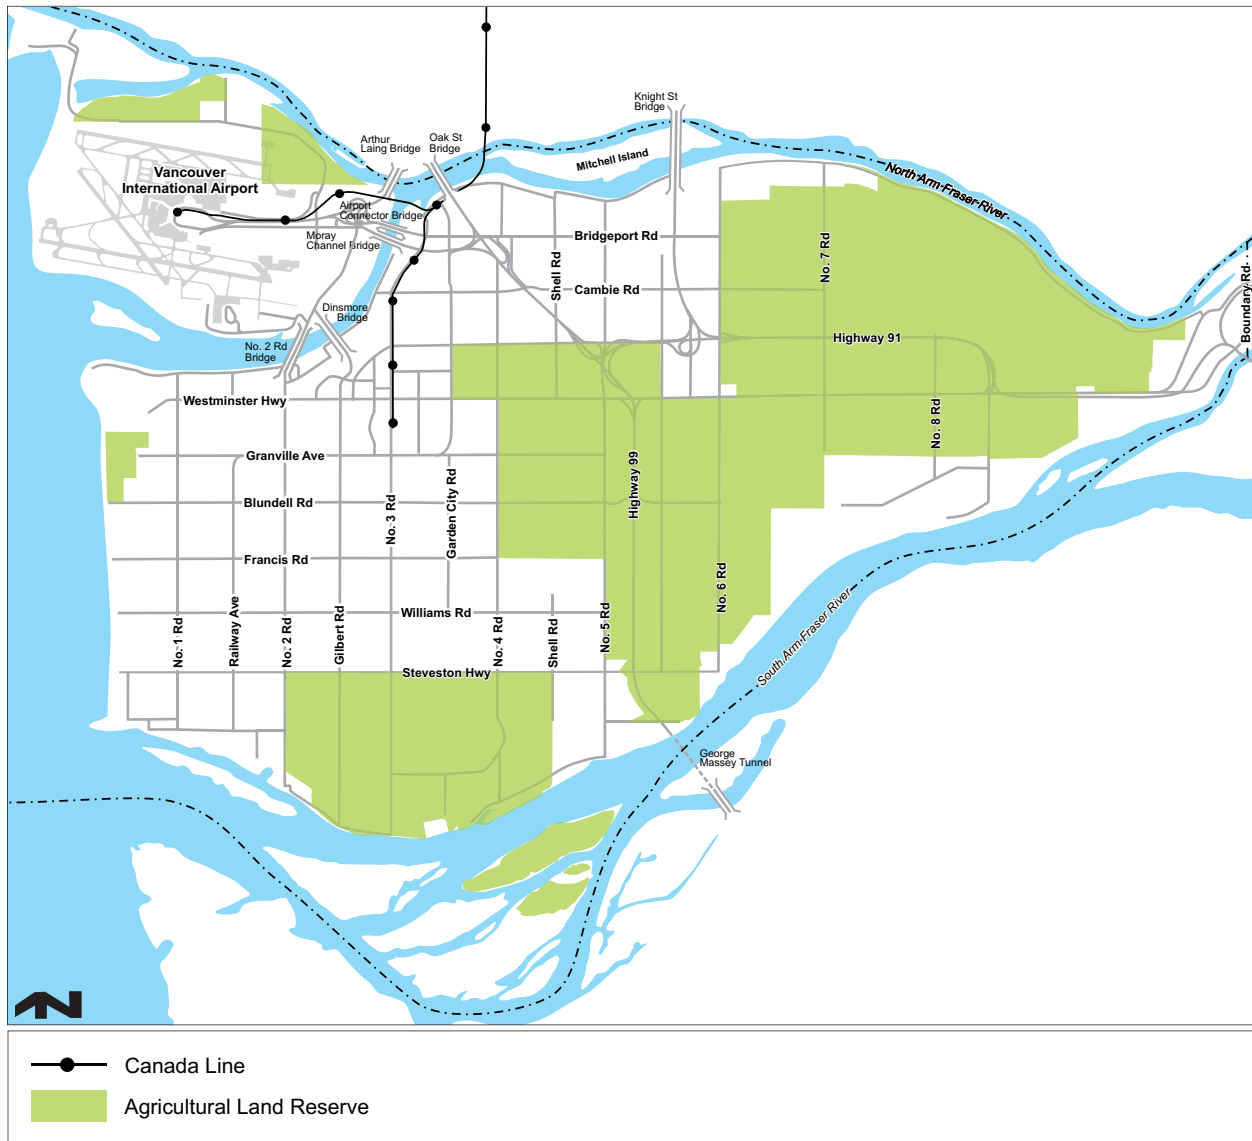 Knight St
Bridge
Arthur
Laing Bridge
Oak St
Bridge
Mitchell Island
Vancouver
International Airport
North Arm Fraser River
Airport
Connector Bridge
Moray
Channel Bridge
Bridgeport Rd
No. 7 Rd
Shell Rd
Cambie Rd
Boundary Rd.
Dinsmore
Bridge
No. 2 Rd
Bridge
Highway 91
Westminster Hwy
No. 8 Rd
Granville Ave
Highway 99
Blundell Rd
No. 3 Rd
Garden City Rd
Francis Rd
No. 6 Rd
Williams Rd
No. 1 Rd
Railway Ave
No. 2 Rd
Gilbert Rd
No. 4 Rd
Shell Rd
No. 5 Rd
South Arm Fraser River
Steveston Hwy
George
Massey Tunnel
N
Canada Line
Agricultural Land Reserve